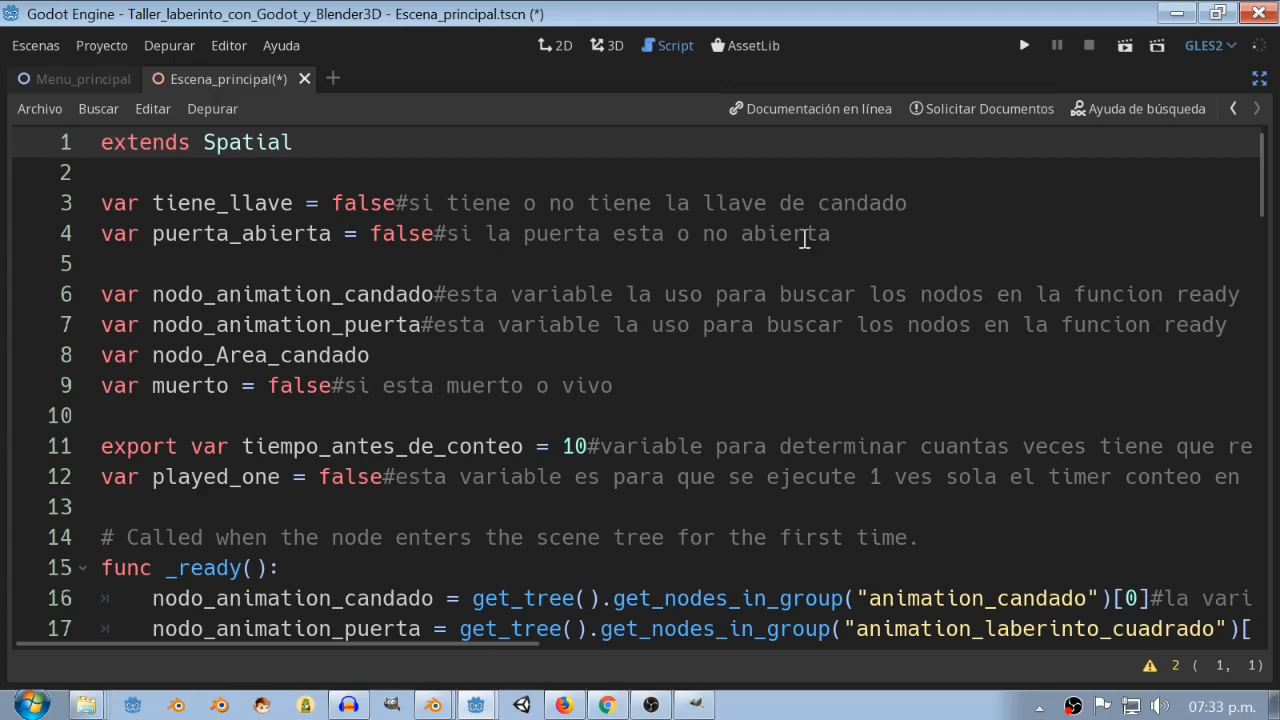 Godot Engine - Taller_laberinto_con_Godot_y_Blender3D - Escena_principal.tscn (*)
Escenas Proyecto Depurar Editor Ayuda 2D 3D Script AssetLib GLES2
Menu_principal Escena_principal(*)
Archivo Buscar Editar Depurar Documentación en línea Solicitar Documentos Ayuda de búsqueda
1 extends Spatial
2
3 var tiene_llave = false#si tiene o no tiene la llave de candado
4 var puerta_abierta = false#si la puerta esta o no abierta
5
6 var nodo_animation_candado#esta variable la uso para buscar los nodos en la funcion ready
7 var nodo_animation_puerta#esta variable la uso para buscar los nodos en la funcion ready
8 var nodo_Area_candado
9 var muerto = false#si esta muerto o vivo
10
11 export var tiempo_antes_de_conteo = 10#variable para determinar cuantas veces tiene que re
12 var played_one = false#esta variable es para que se ejecute 1 ves sola el timer conteo en
13
14 # Called when the node enters the scene tree for the first time.
15 func _ready():
16 nodo_animation_candado = get_tree().get_nodes_in_group("animation_candado")[0]#la vari
17 nodo_animation_puerta = get_tree().get_nodes_in_group("animation_laberinto_cuadrado")[
2 ( 1, 1)
07:33 p.m.